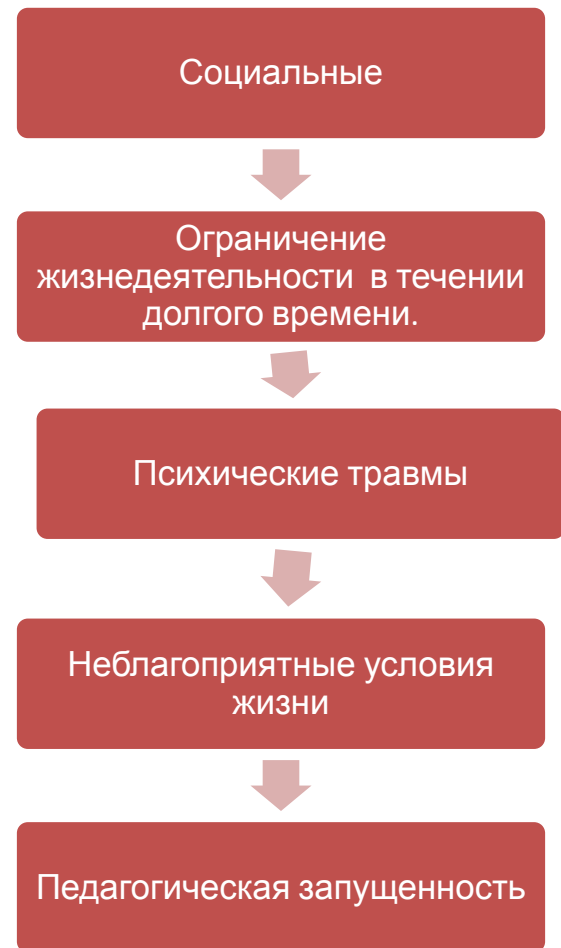 Социальные
Ограничение
жизнедеятельности  в течении
долгого времени.
Психические травмы
Неблагоприятные условия
жизни
Педагогическая запущенность